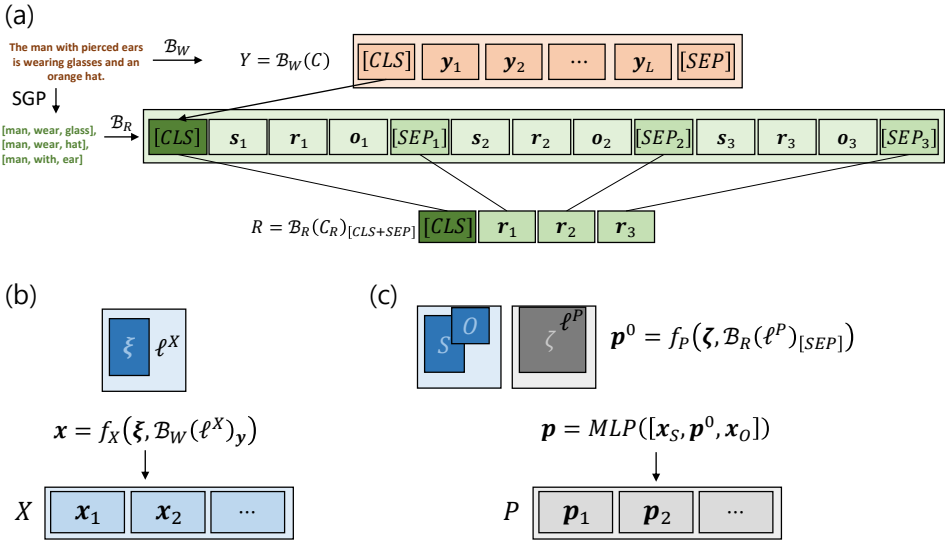 (a)
The man with pierced ears
is wearing glasses and an
orange hat.
ℬ_W
Y = ℬ_W(C)
[CLS] y_1 y_2 ⋯ y_L [SEP]
SGP
[man, wear, glass],
[man, wear, hat],
[man, with, ear]
ℬ_R
[CLS] s_1 r_1 o_1 [SEP_1] s_2 r_2 o_2 [SEP_2] s_3 r_3 o_3 [SEP_3]
R = ℬ_R(C_R)_[CLS+SEP] [CLS] r_1 r_2 r_3
(b)
ξ ℓ^X
x = f_X(ξ, ℬ_W(ℓ^X)_y)
X x_1 x_2 ⋯
(c)
S O ζ ℓ^P p^0 = f_P(ζ, ℬ_R(ℓ^P)_[SEP])
p = MLP([x_S, p^0, x_O])
P p_1 p_2 ⋯